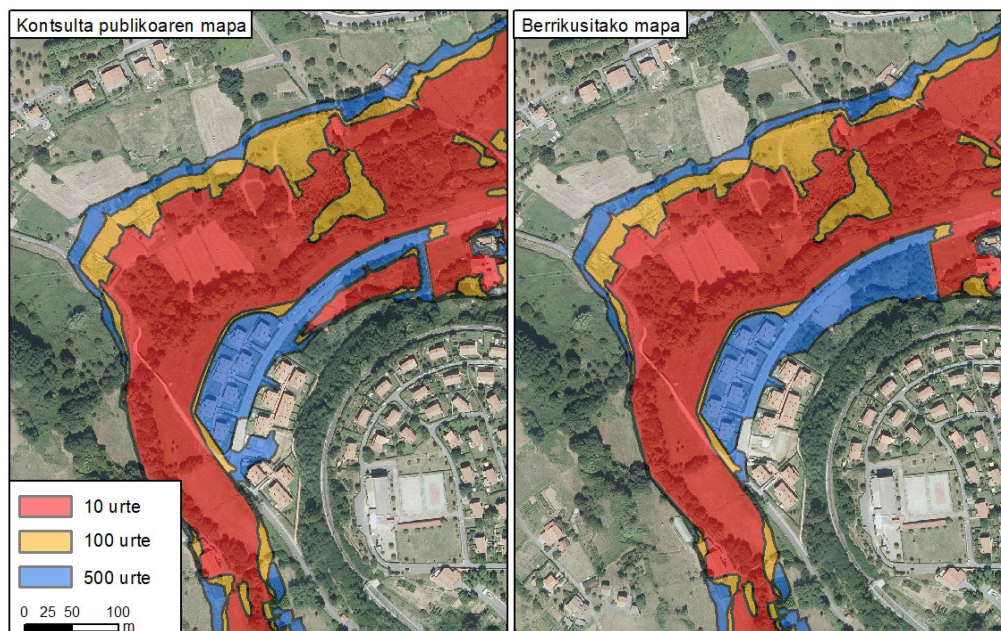 Kontsulta publikoaren mapa
Berrikusitako mapa
10 urte
100 urte
500 urte
0 25 50 100
m